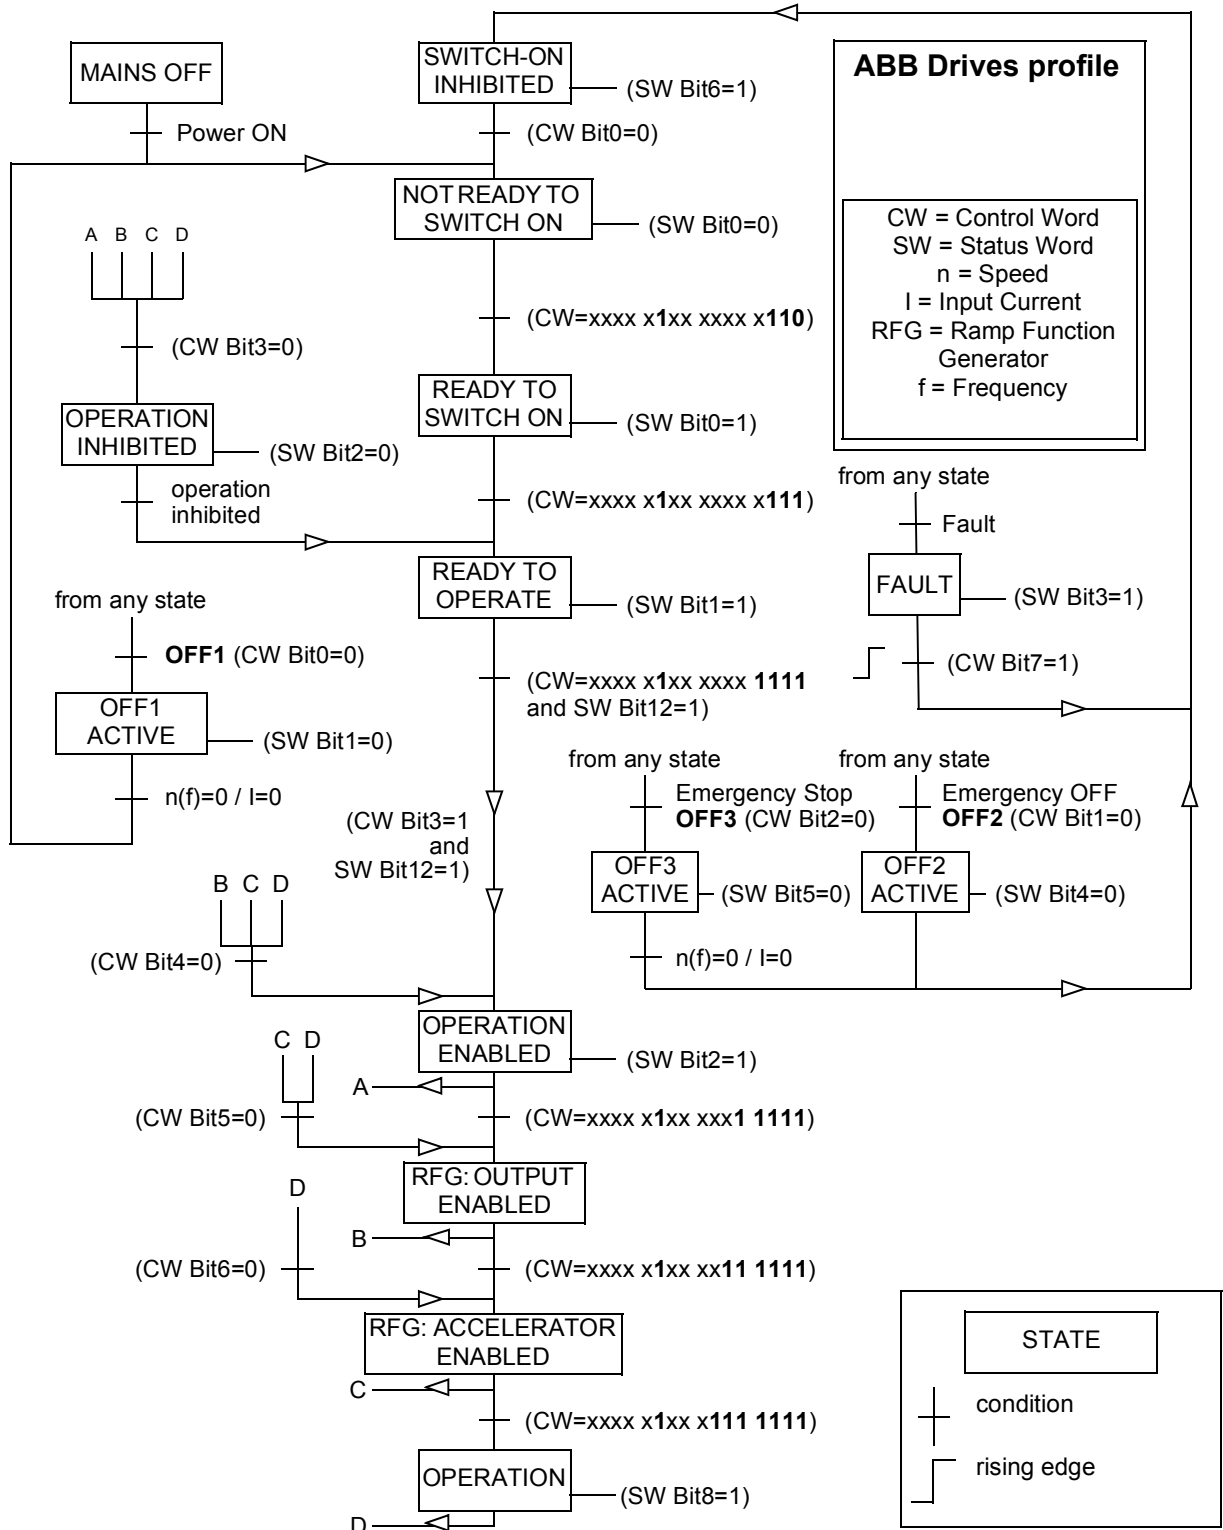 MAINS OFF
Power ON
SWITCH-ON
INHIBITED
(SW Bit6=1)
(CW Bit0=0)
ABB Drives profile
CW = Control Word
SW = Status Word
n = Speed
I = Input Current
RFG = Ramp Function
Generator
f = Frequency
NOT READY TO
SWITCH ON
(SW Bit0=0)
A B C D
(CW Bit3=0)
(CW=xxxx x1xx xxxx x110)
OPERATION
INHIBITED
(SW Bit2=0)
operation
inhibited
READY TO
SWITCH ON
(SW Bit0=1)
(CW=xxxx x1xx xxxx x111)
from any state
Fault
FAULT
(SW Bit3=1)
(CW Bit7=1)
READY TO
OPERATE
(SW Bit1=1)
from any state
OFF1 (CW Bit0=0)
OFF1
ACTIVE
(SW Bit1=0)
n(f)=0 / I=0
(CW=xxxx x1xx xxxx 1111
and SW Bit12=1)
(CW Bit3=1
and
SW Bit12=1)
from any state
Emergency Stop
OFF3 (CW Bit2=0)
OFF3
ACTIVE
(SW Bit5=0)
n(f)=0 / I=0
from any state
Emergency OFF
OFF2 (CW Bit1=0)
OFF2
ACTIVE
(SW Bit4=0)
B C D
(CW Bit4=0)
OPERATION
ENABLED
(SW Bit2=1)
A
C D
(CW Bit5=0)
(CW=xxxx x1xx xxx1 1111)
RFG: OUTPUT
ENABLED
D
B
(CW Bit6=0)
(CW=xxxx x1xx xx11 1111)
RFG: ACCELERATOR
ENABLED
C
(CW=xxxx x1xx x111 1111)
OPERATION
(SW Bit8=1)
D
STATE
condition
rising edge